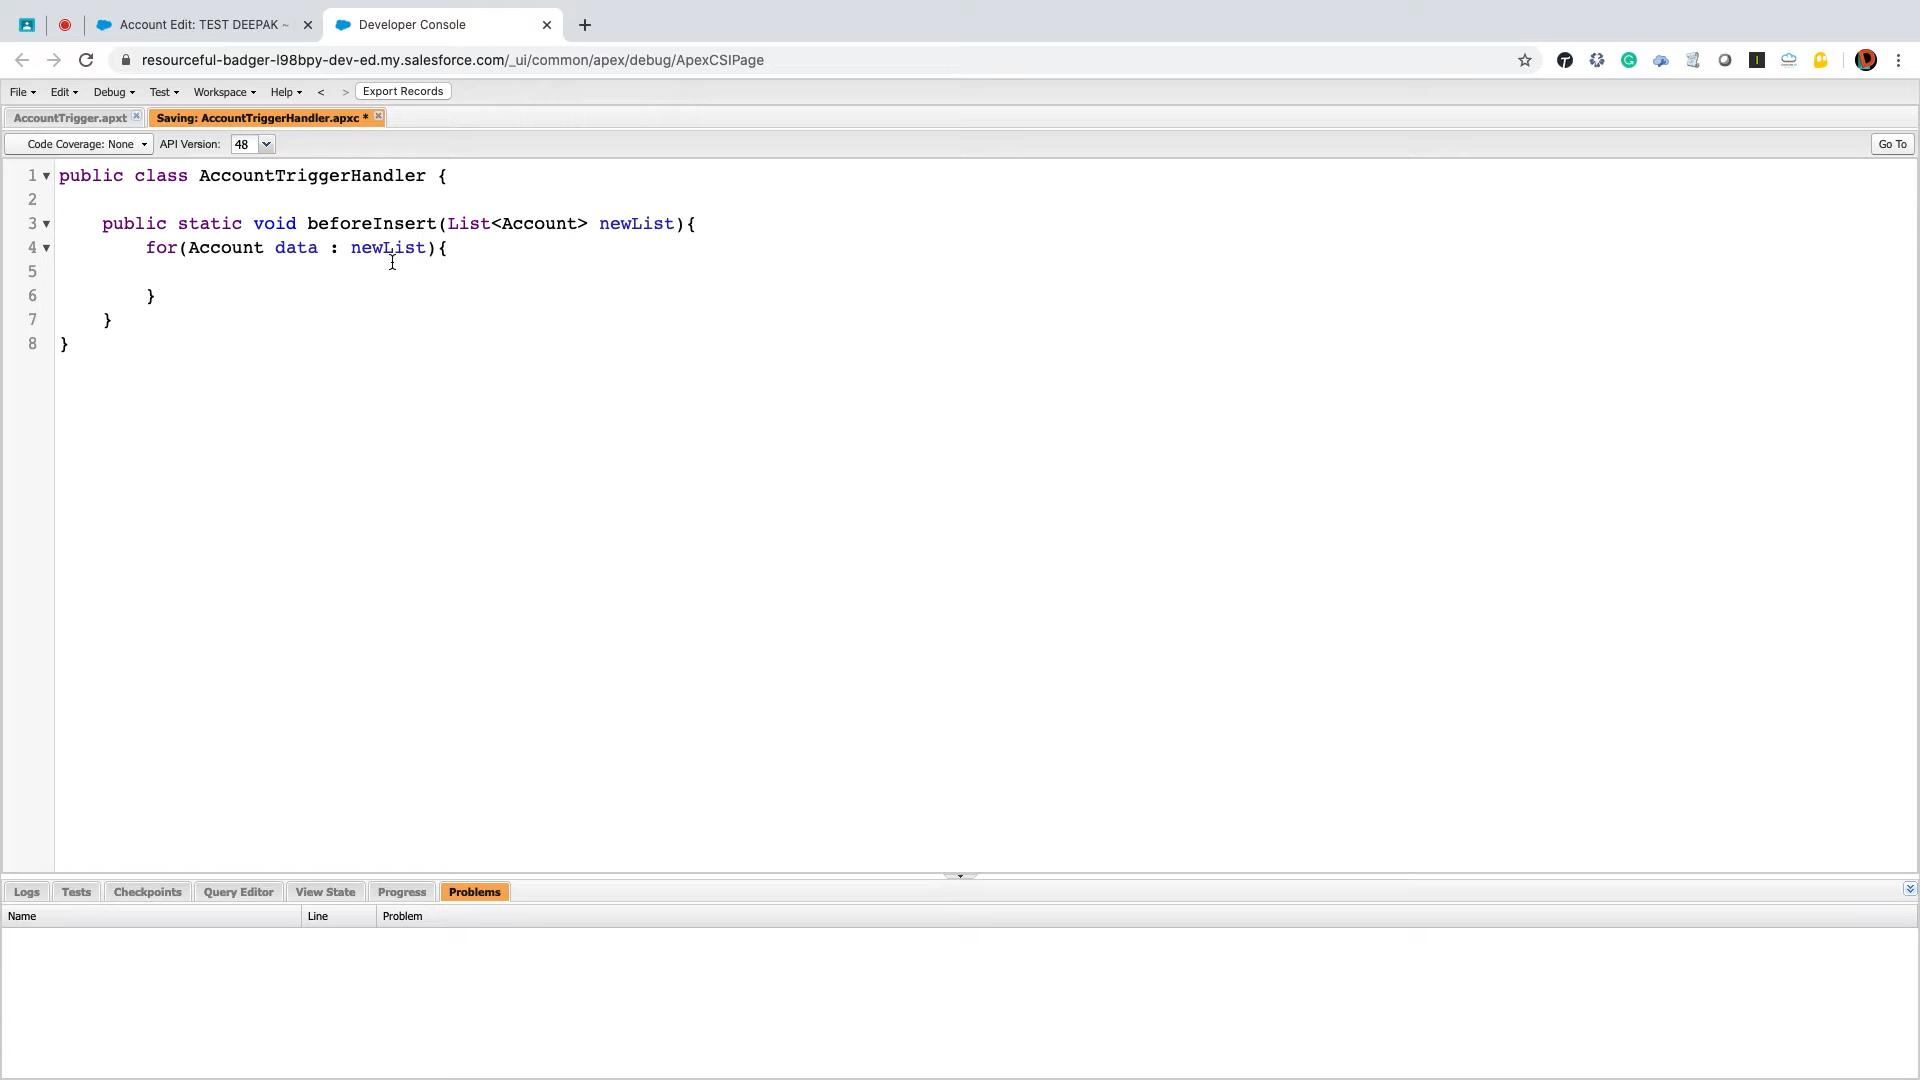 Account Edit: TEST DEEPAK ~
Developer Console
resourceful-badger-l98bpy-dev-ed.my.salesforce.com/_ui/common/apex/debug/ApexCSIPage
File Edit Debug Test Workspace Help < > Export Records
AccountTrigger.apxt Saving: AccountTriggerHandler.apxc *
Code Coverage: None API Version: 48 Go To
1 public class AccountTriggerHandler {
2
3 public static void beforeInsert(List<Account> newList){
4 for(Account data : newList){
5
6 }
7 }
8 }
Logs Tests Checkpoints Query Editor View State Progress Problems
Name Line Problem